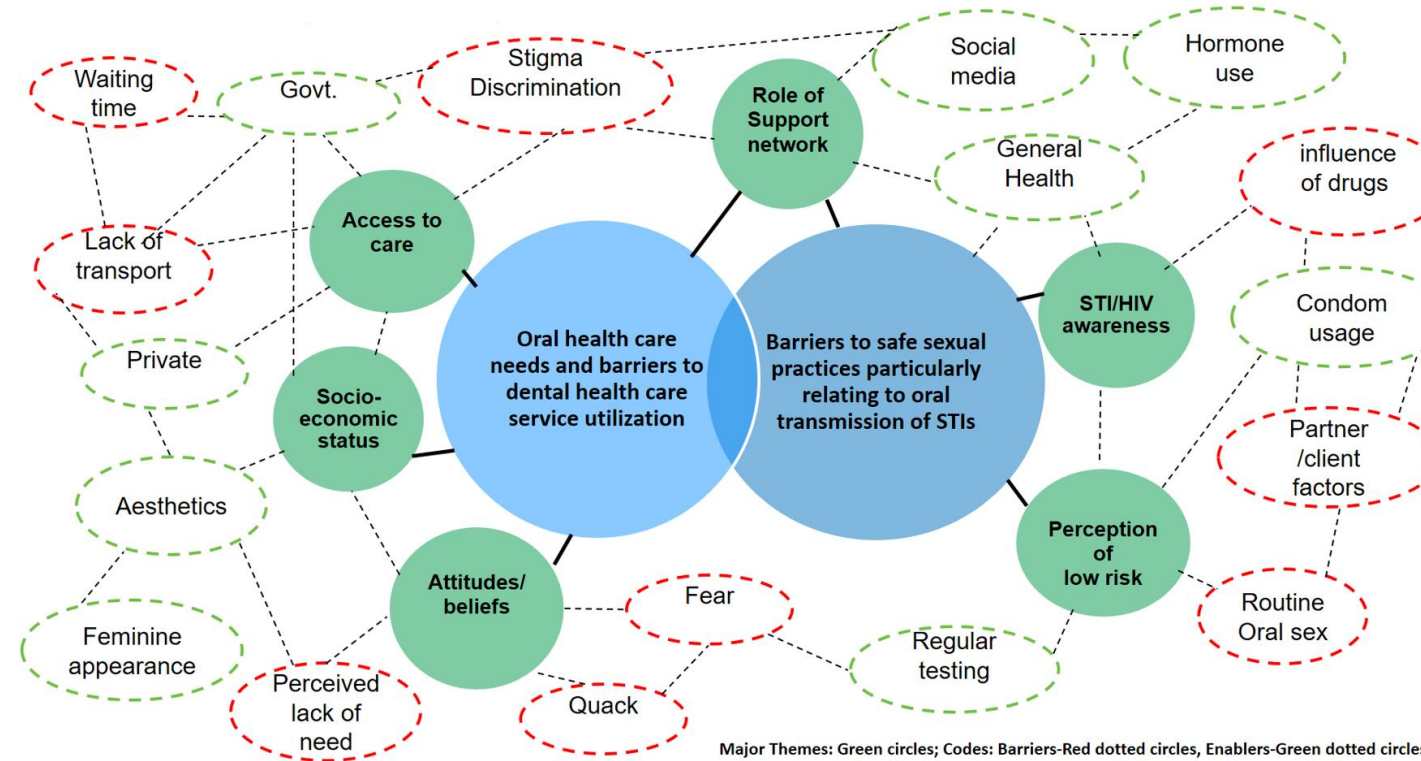 Waiting
time
Govt.
Stigma
Discrimination
Social
media
Hormone
use
Role of
Support
network
General
Health
influence
of drugs
Access to
care
Lack of
transport
STI/HIV
awareness
Condom
usage
Private
Oral health care
needs and barriers to
dental health care
service utilization
Barriers to safe sexual
practices particularly
relating to oral
transmission of STIs
Socio-
economic
status
Partner
/client
factors
Aesthetics
Perception
of
low risk
Attitudes/
beliefs
Fear
Routine
Oral sex
Feminine
appearance
Regular
testing
Perceived
lack of
need
Quack
Major Themes: Green circles; Codes: Barriers-Red dotted circles, Enablers-Green dotted circles